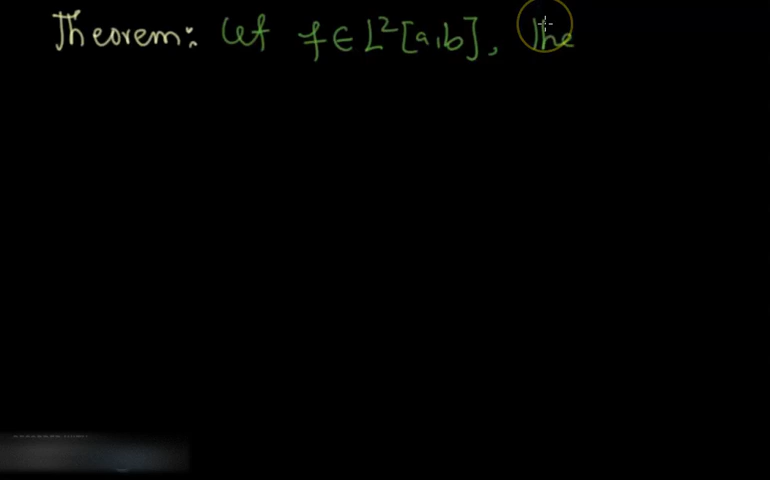 Theorem: Let f ∈ L²[a,b], The